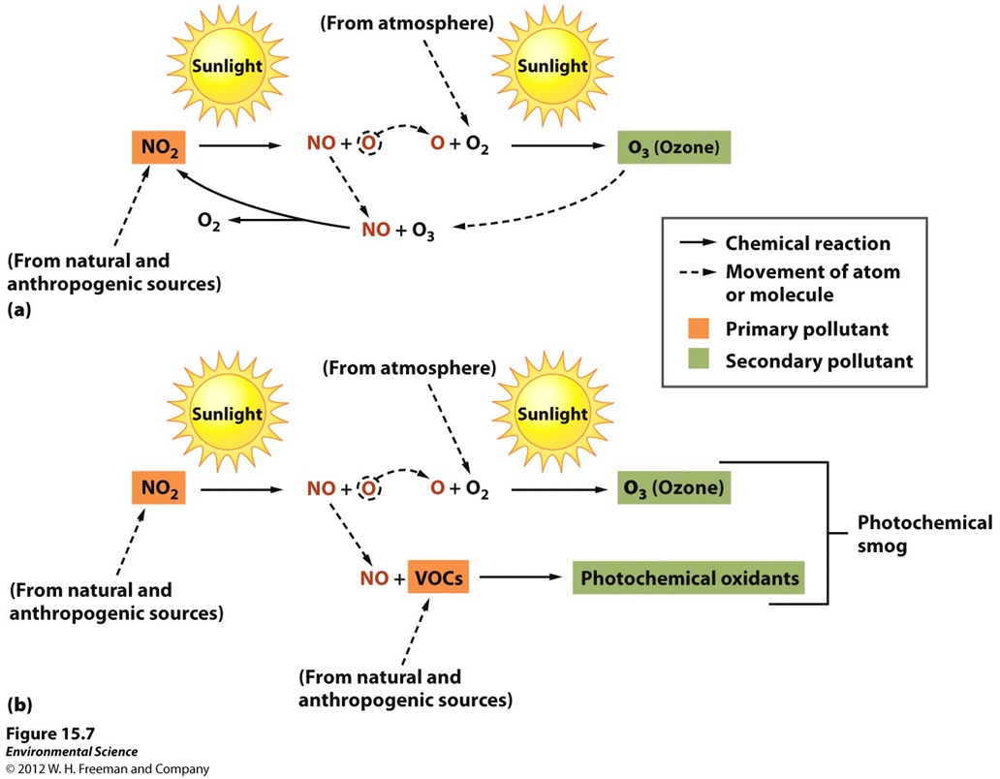 (From atmosphere)
Sunlight
Sunlight
NO₂
NO + O
O + O₂
O₃ (Ozone)
O₂
NO + O₃
(From natural and
anthropogenic sources)
(a)
Chemical reaction
Movement of atom
or molecule
Primary pollutant
Secondary pollutant
(From atmosphere)
Sunlight
Sunlight
NO₂
NO + O
O + O₂
O₃ (Ozone)
Photochemical
smog
NO + VOCs
Photochemical oxidants
(From natural and
anthropogenic sources)
(From natural and
anthropogenic sources)
(b)
Figure 15.7
Environmental Science
© 2012 W. H. Freeman and Company